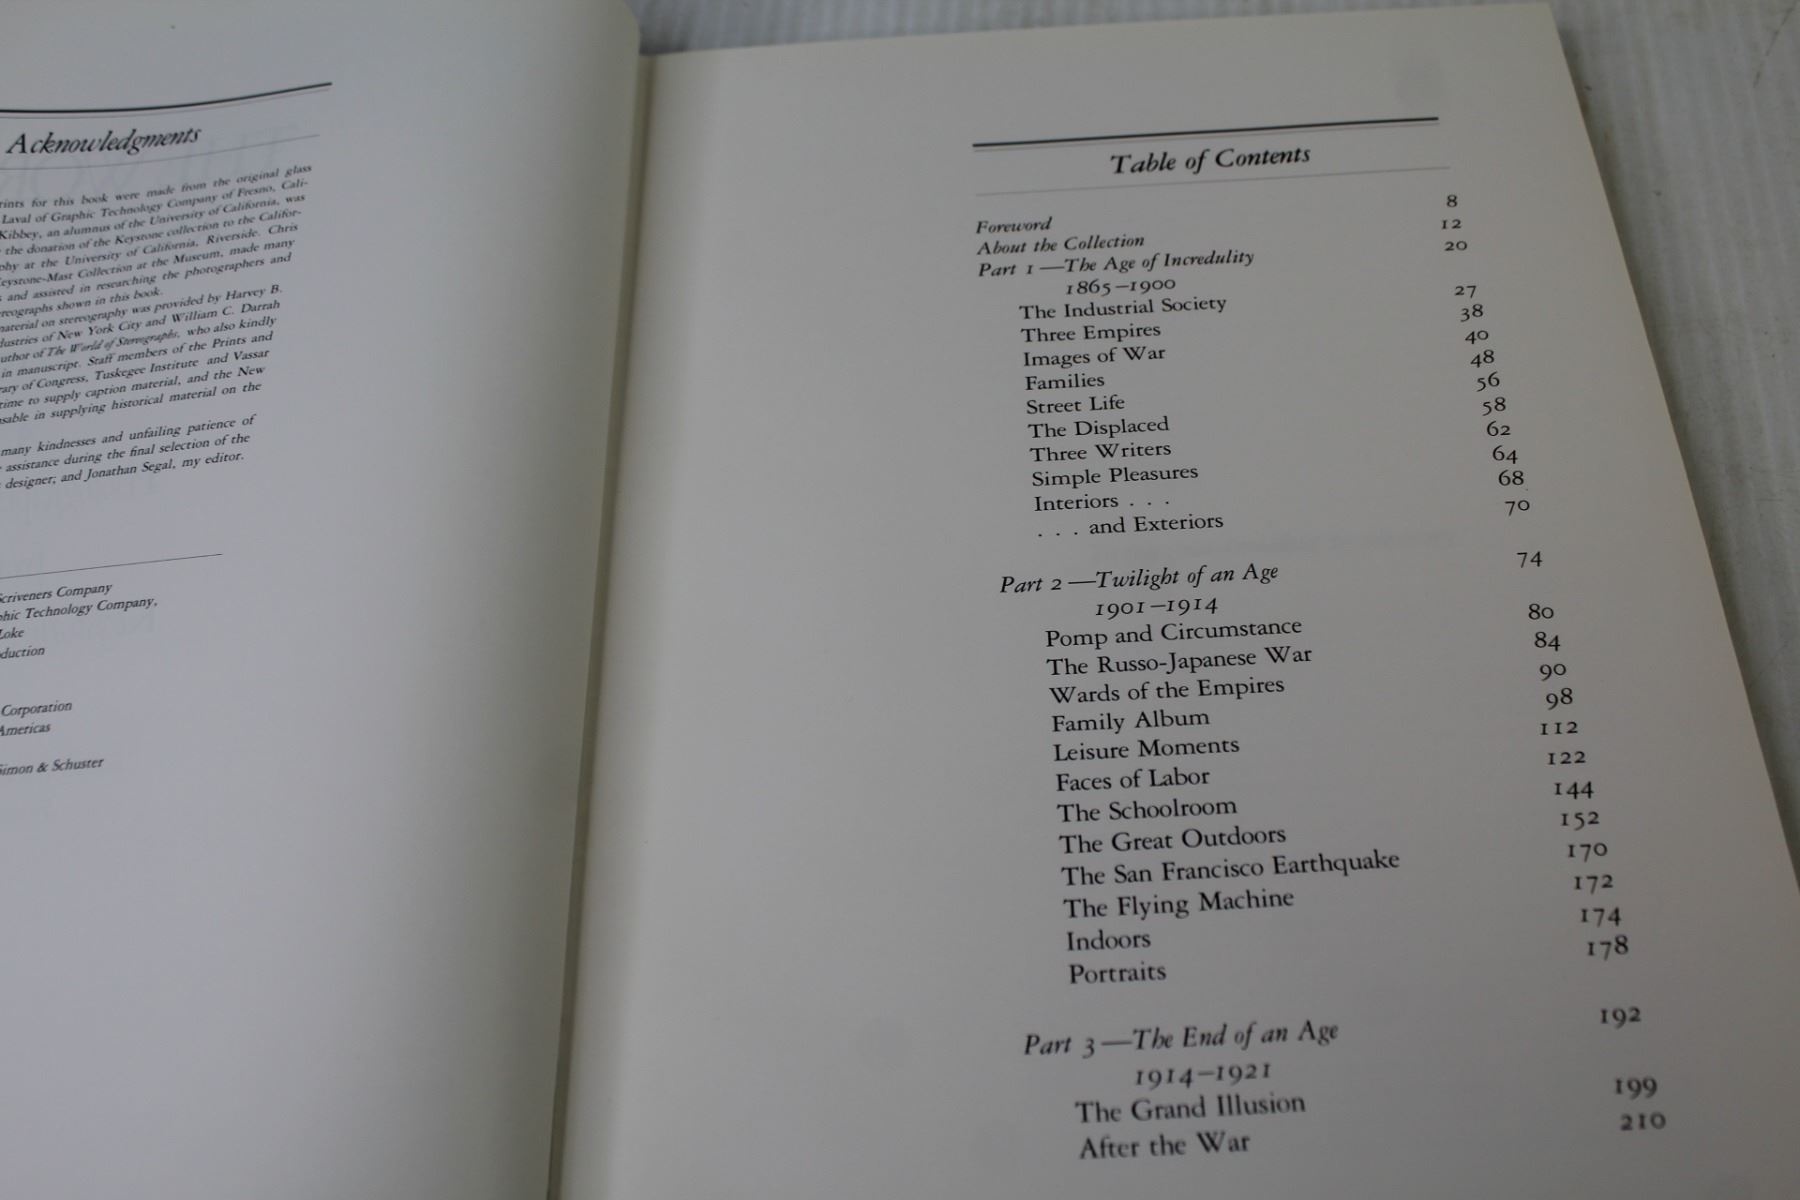 Acknowledgments
for this book were made from the original glass
Laval of Graphic Technology Company of Fresno, Cali-
Kibbey, an alumnus of the University of California, was
the donation of the Keystone collection to the Califor-
at the University of California, Riverside. Chris
Keystone-Mast Collection at the Museum, made many
and assisted in researching the photographers and
shown in this book.
material on stereography was provided by Harvey B.
of New York City and William C. Darrah
author of The World of Stereographs, who also kindly
in manuscript. Staff members of the Prints and
of Congress, Tuskegee Institute and Vassar
time to supply caption material, and the New
in supplying historical material on the
many kindnesses and unfailing patience of
assistance during the final selection of the
designer; and Jonathan Segal, my editor.
Scriveners Company
Technology Company,
Loke
Corporation
Americas
Simon & Schuster
Table of Contents
Foreword 8
About the Collection 12
Part 1—The Age of Incredulity 20
1865–1900
The Industrial Society 27
Three Empires 38
Images of War 40
Families 48
Street Life 56
The Displaced 58
Three Writers 62
Simple Pleasures 64
Interiors . . . 68
. . . and Exteriors 70
Part 2—Twilight of an Age 74
1901–1914
Pomp and Circumstance 80
The Russo-Japanese War 84
Wards of the Empires 90
Family Album 98
Leisure Moments 112
Faces of Labor 122
The Schoolroom 144
The Great Outdoors 152
The San Francisco Earthquake 170
The Flying Machine 172
Indoors 174
Portraits 178
Part 3—The End of an Age 192
1914–1921
The Grand Illusion 199
After the War 210